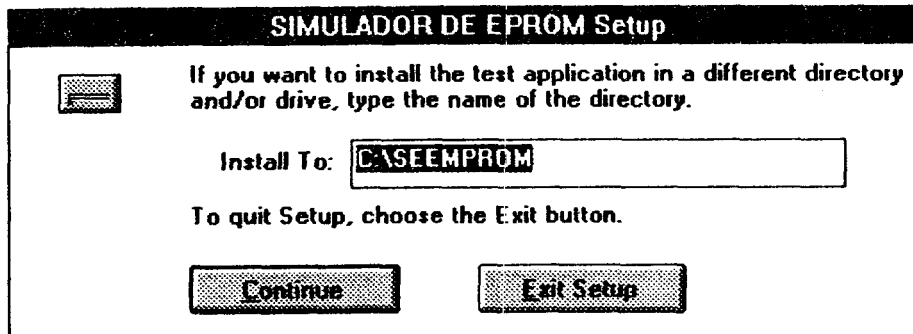 SIMULADOR DE EPROM Setup
If you want to install the test application in a different directory
and/or drive, type the name of the directory.
Install To: C:\SEEMPROM
To quit Setup, choose the Exit button.
Continue Exit Setup